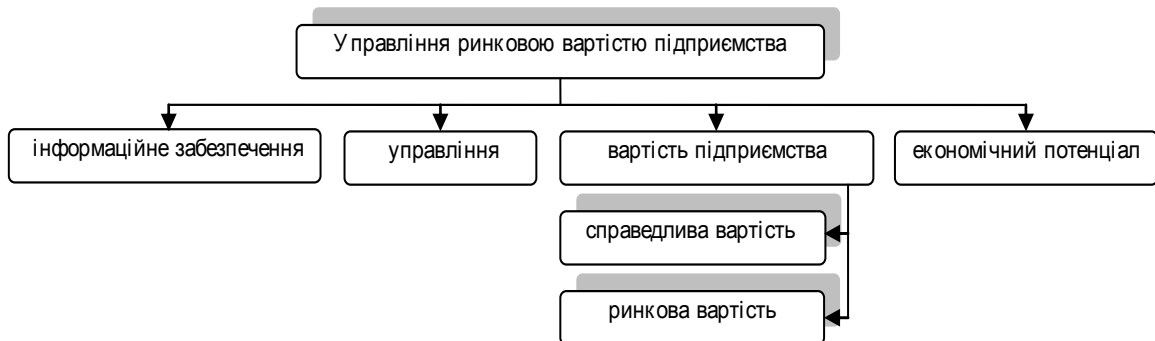 Управління ринковою вартістю підприємства
інформаційне забезпечення
управління
вартість підприємства
економічний потенціал
справедлива вартість
ринкова вартість